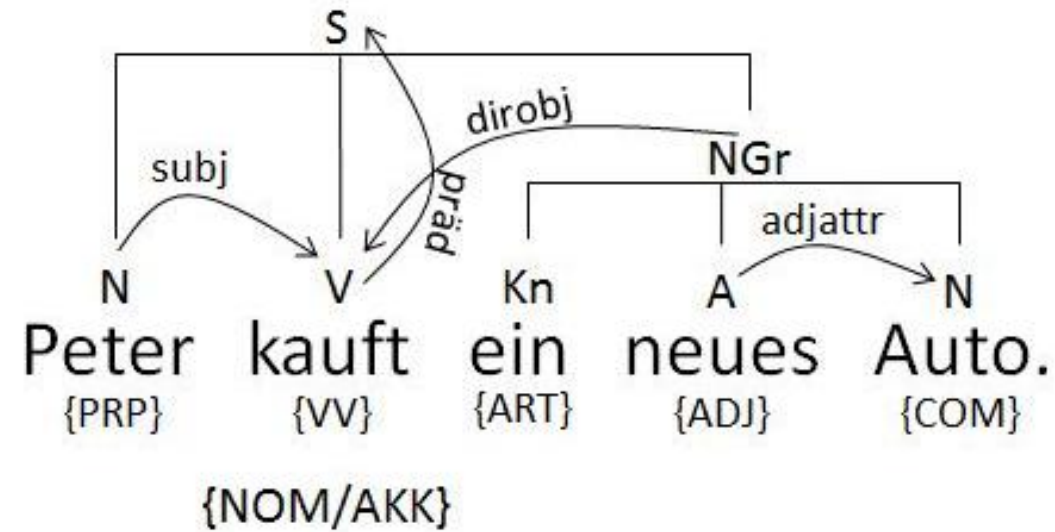 S
dirobj
NGr
subj
präd
adjattr
N V Kn A N
Peter kauft ein neues Auto.
{PRP} {VV} {ART} {ADJ} {COM}
{NOM/AKK}